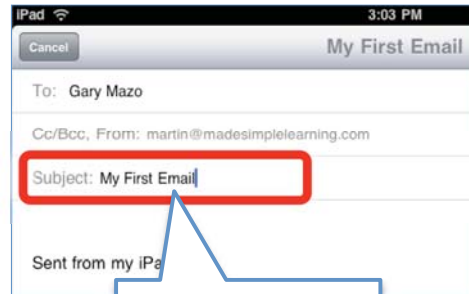 iPad 3:03 PM
Cancel My First Email
To: Gary Mazo
Cc/Bcc, From: martin@madesimplelearning.com
Subject: My First Email
Sent from my iPa